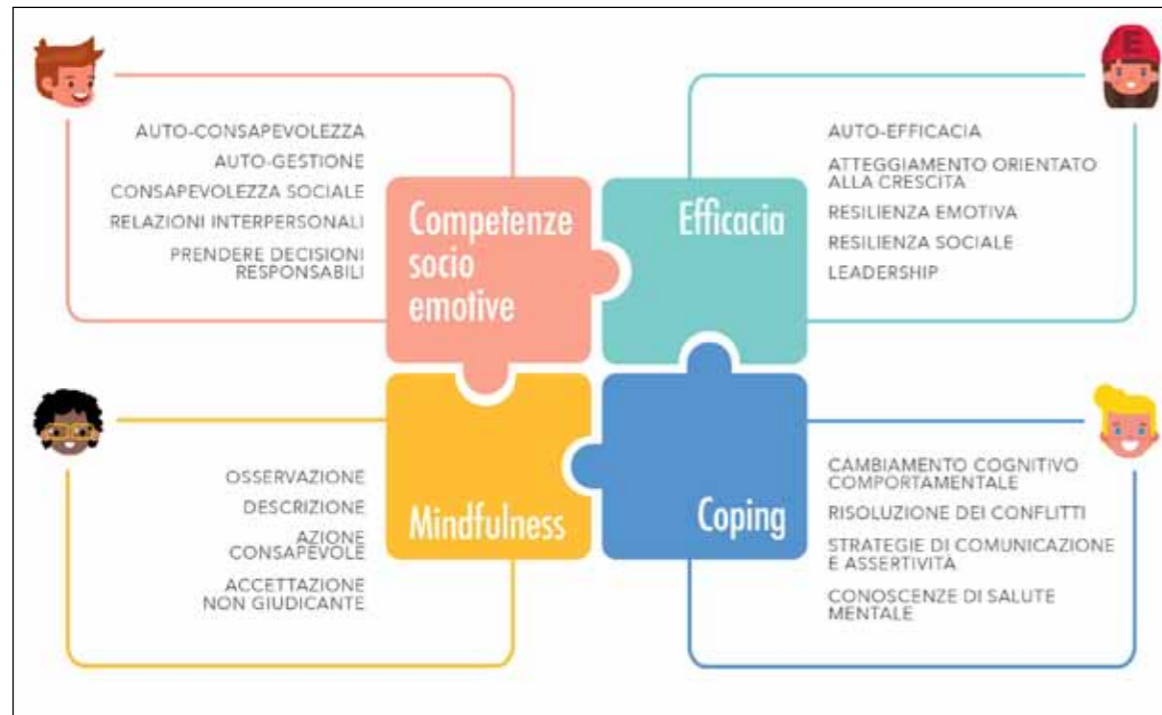 AUTO-CONSAPEVOLEZZA
AUTO-GESTIONE
CONSAPEVOLEZZA SOCIALE
RELAZIONI INTERPERSONALI
PRENDERE DECISIONI
RESPONSABILI
Competenze
socio
emotive
Efficacia
E
AUTO-EFFICACIA
ATTEGGIAMENTO ORIENTATO
ALLA CRESCITA
RESILIENZA EMOTIVA
RESILIENZA SOCIALE
LEADERSHIP
OSSERVAZIONE
DESCRIZIONE
AZIONE
CONSAPEVOLE
ACCETTAZIONE
NON GIUDICANTE
Mindfulness
Coping
CAMBIAMENTO COGNITIVO
COMPORTAMENTALE
RISOLUZIONE DEI CONFLITTI
STRATEGIE DI COMUNICAZIONE
E ASSERTIVITÀ
CONOSCENZE DI SALUTE
MENTALE